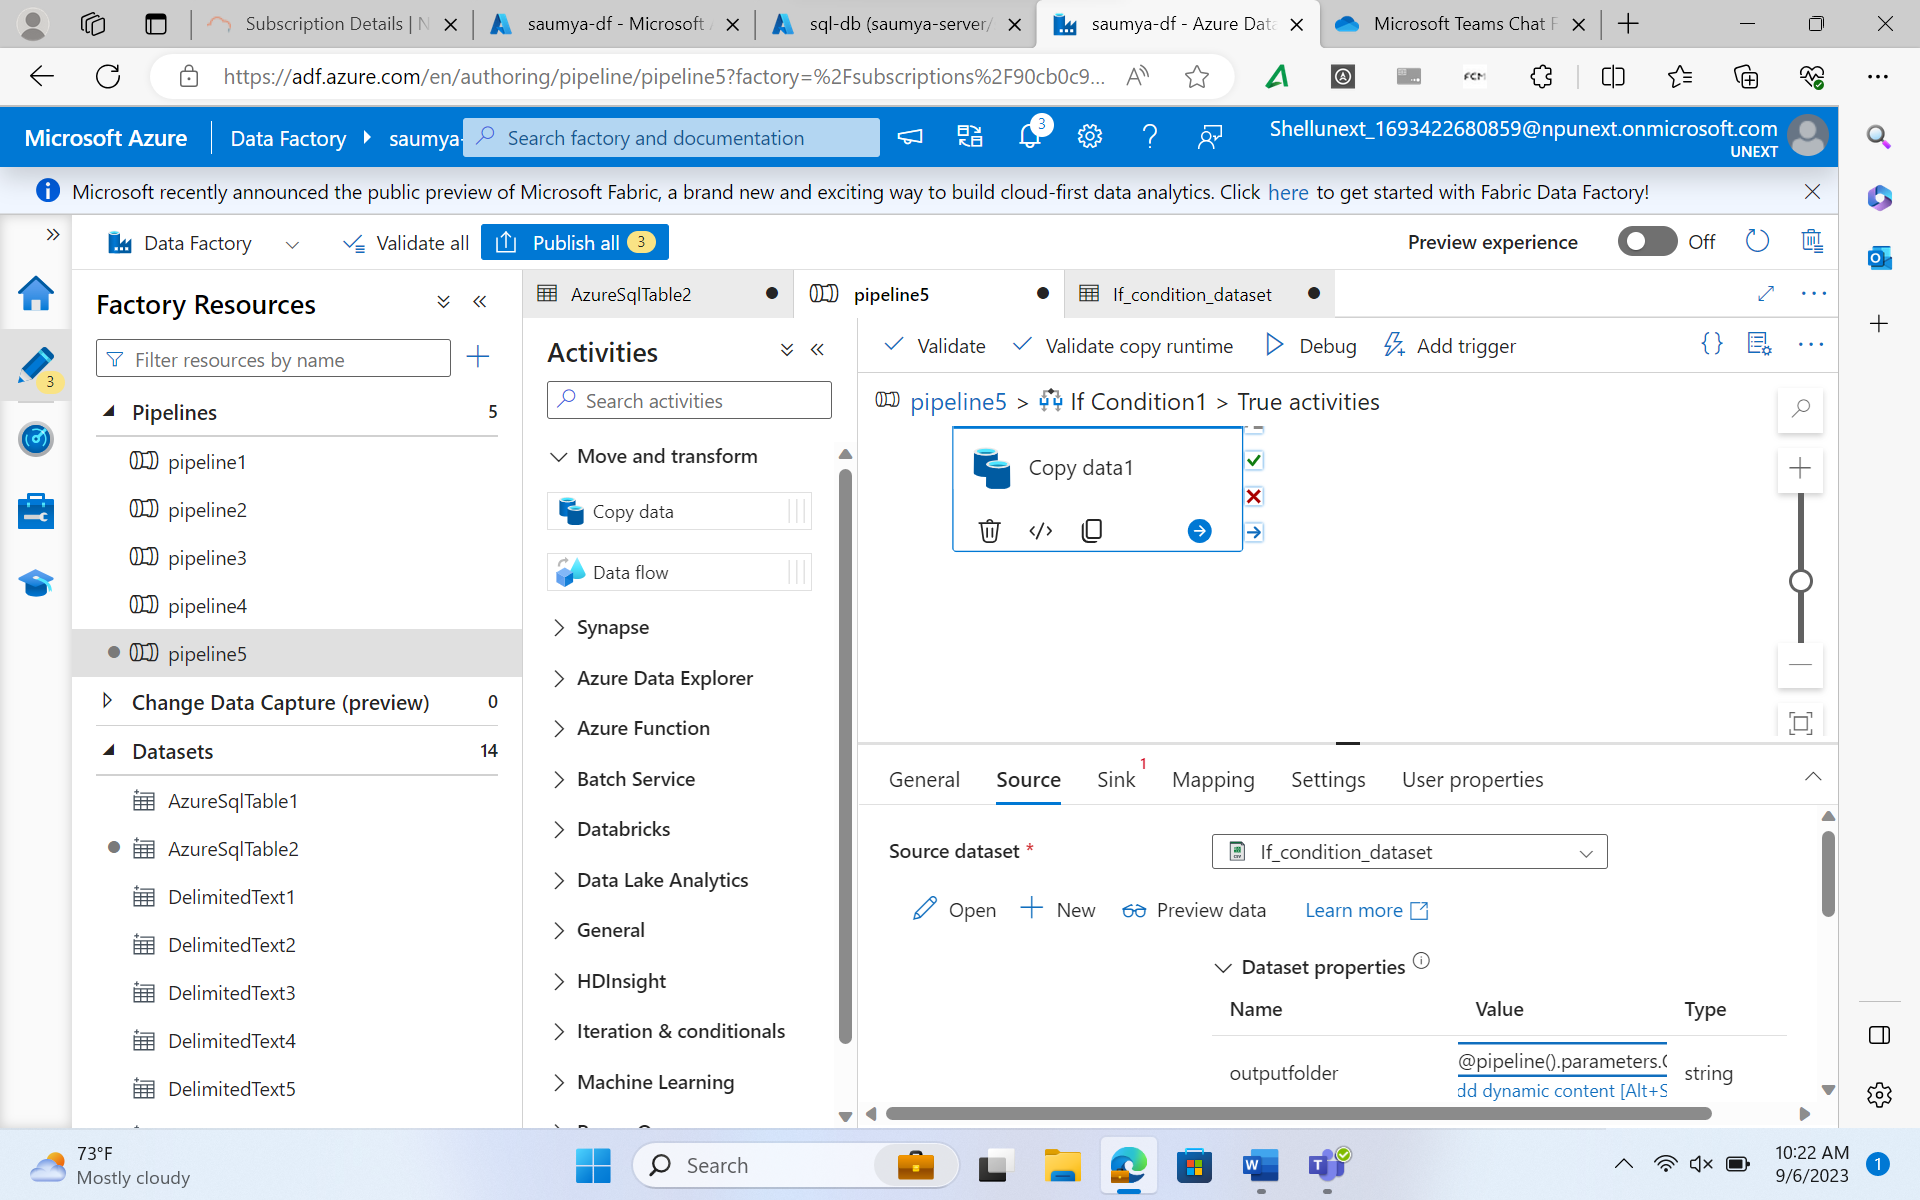 Subscription Details | N
saumya-df - Microsoft A
sql-db (saumya-server/
saumya-df - Azure Data
Microsoft Teams Chat F
https://adf.azure.com/en/authoring/pipeline/pipeline5?factory=%2Fsubscriptions%2F90cb0c9...
FCM
Microsoft Azure
Data Factory
saumya-
Search factory and documentation
3
Shellunext_1693422680859@npunext.onmicrosoft.com
UNEXT
Microsoft recently announced the public preview of Microsoft Fabric, a brand new and exciting way to build cloud-first data analytics. Click here to get started with Fabric Data Factory!
Data Factory
Validate all
Publish all 3
Preview experience
Off
Factory Resources
AzureSqlTable2
pipeline5
If_condition_dataset
Filter resources by name
3
Pipelines 5
pipeline1
pipeline2
pipeline3
pipeline4
pipeline5
Change Data Capture (preview) 0
Datasets 14
AzureSqlTable1
AzureSqlTable2
DelimitedText1
DelimitedText2
DelimitedText3
DelimitedText4
DelimitedText5
Activities
Search activities
Move and transform
Copy data
Data flow
Synapse
Azure Data Explorer
Azure Function
Batch Service
Databricks
Data Lake Analytics
General
HDInsight
Iteration & conditionals
Machine Learning
Validate
Validate copy runtime
Debug
Add trigger
pipeline5 > If Condition1 > True activities
Copy data1
General
Source
Sink 1
Mapping
Settings
User properties
Source dataset *
If_condition_dataset
Open
New
Preview data
Learn more
Dataset properties
Name Value Type
outputfolder
@pipeline().parameters.
dd dynamic content [Alt+S
string
73°F
Mostly cloudy
Search
10:22 AM
9/6/2023
1